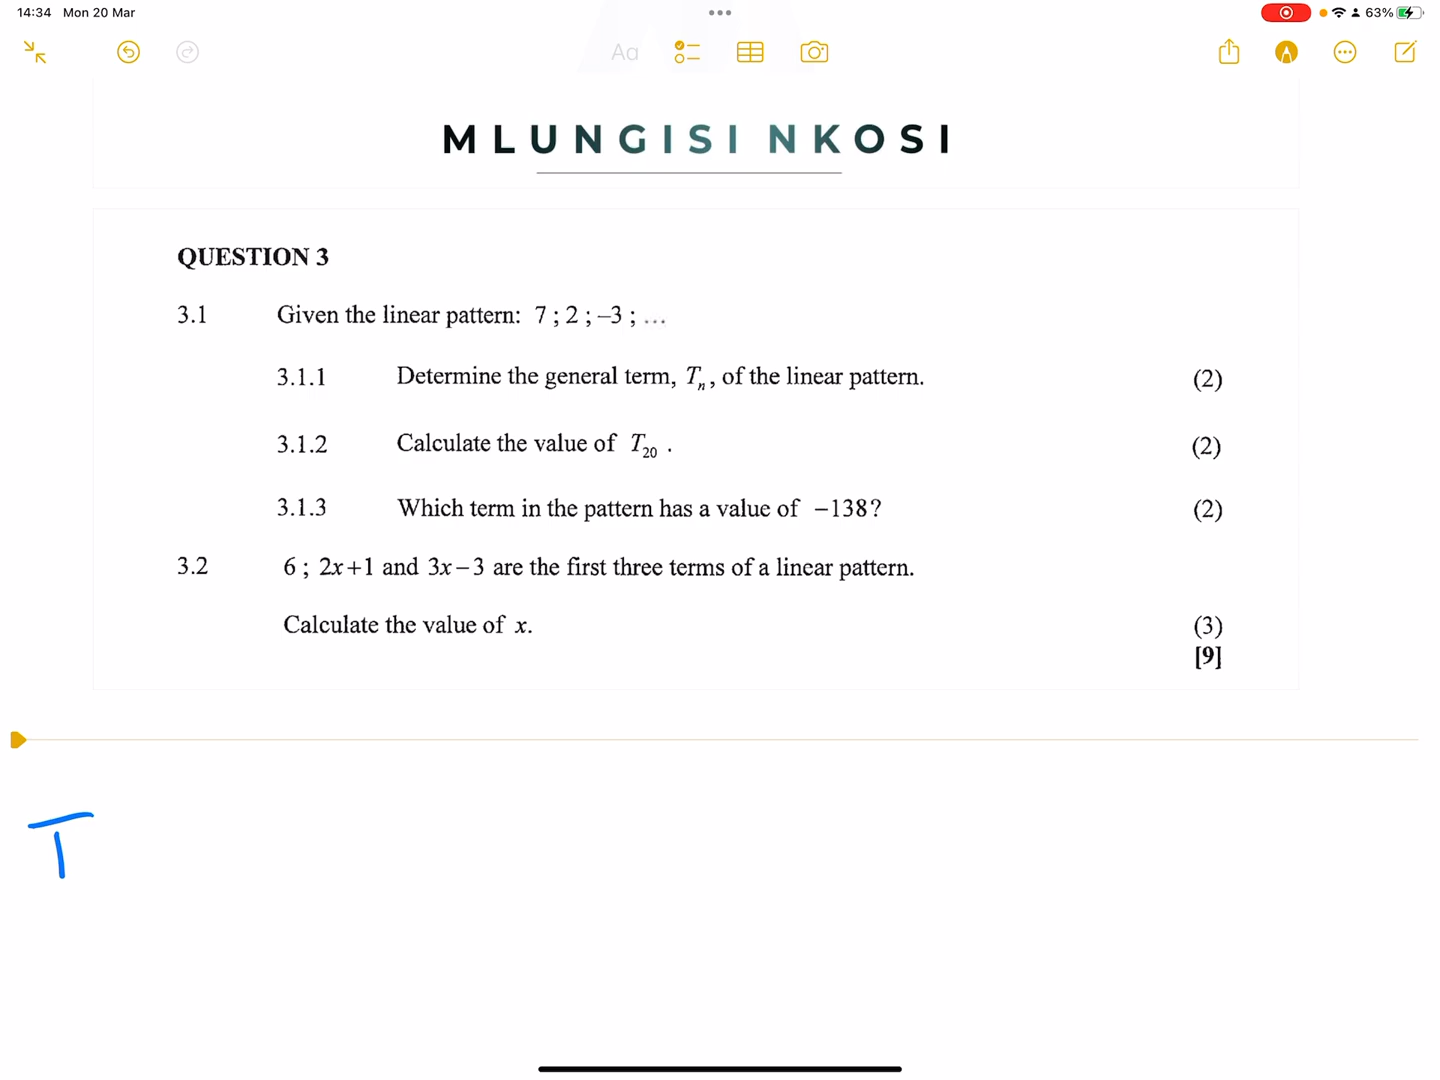 14:34 Mon 20 Mar
63%
Aa
MLUNGISI NKOSI
QUESTION 3
3.1 Given the linear pattern: 7 ; 2 ; –3 ; …
3.1.1 Determine the general term, Tₙ, of the linear pattern. (2)
3.1.2 Calculate the value of T₂₀ . (2)
3.1.3 Which term in the pattern has a value of –138? (2)
3.2 6 ; 2x+1 and 3x–3 are the first three terms of a linear pattern.
Calculate the value of x. (3)
[9]
T